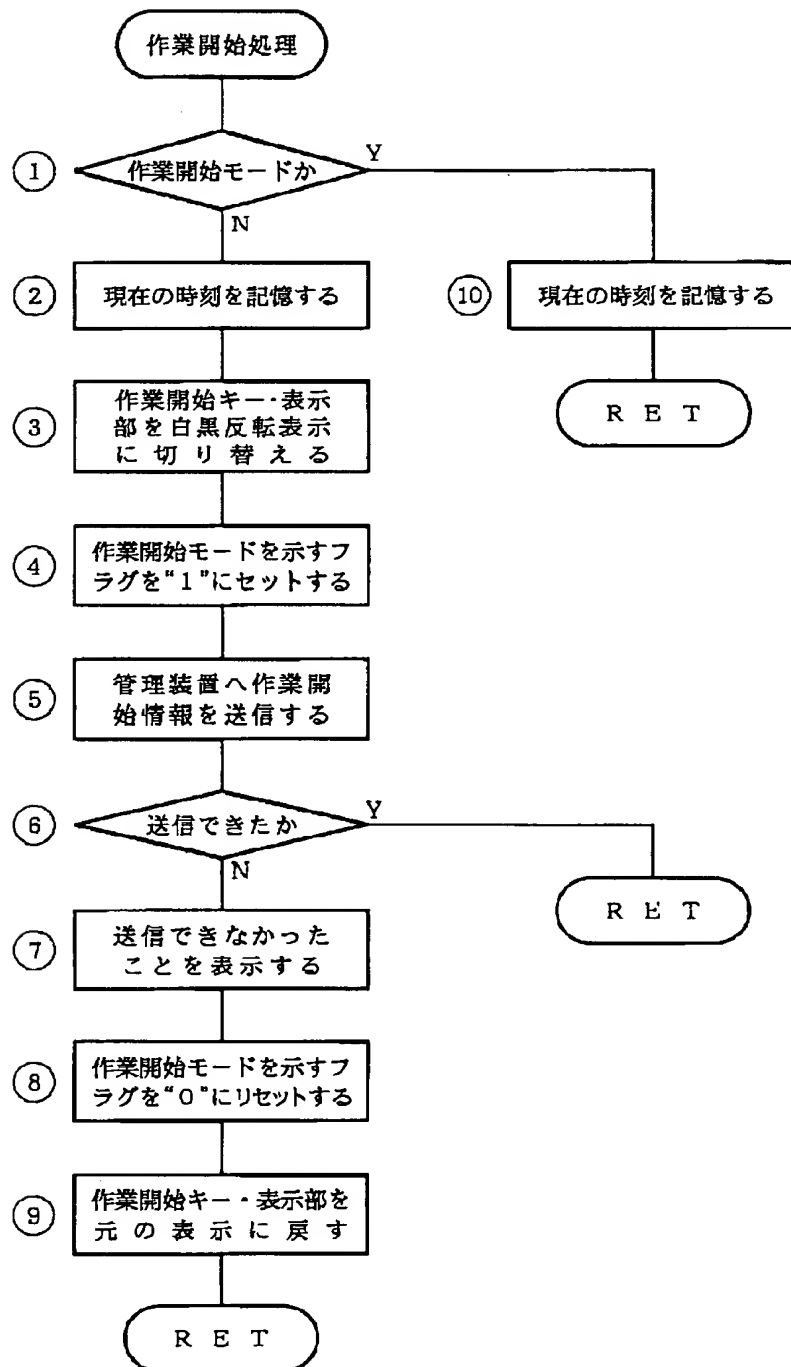 作業開始処理
① 作業開始モードか Y
N
② 現在の時刻を記憶する
⑩ 現在の時刻を記憶する
RET
③ 作業開始キー・表示
部を白黒反転表示
に切り替える
④ 作業開始モードを示すフ
ラグを“1”にセットする
⑤ 管理装置へ作業開
始情報を送信する
⑥ 送信できたか Y
N
RET
⑦ 送信できなかった
ことを表示する
⑧ 作業開始モードを示すフ
ラグを“0”にリセットする
⑨ 作業開始キー・表示部を
元の表示に戻す
RET